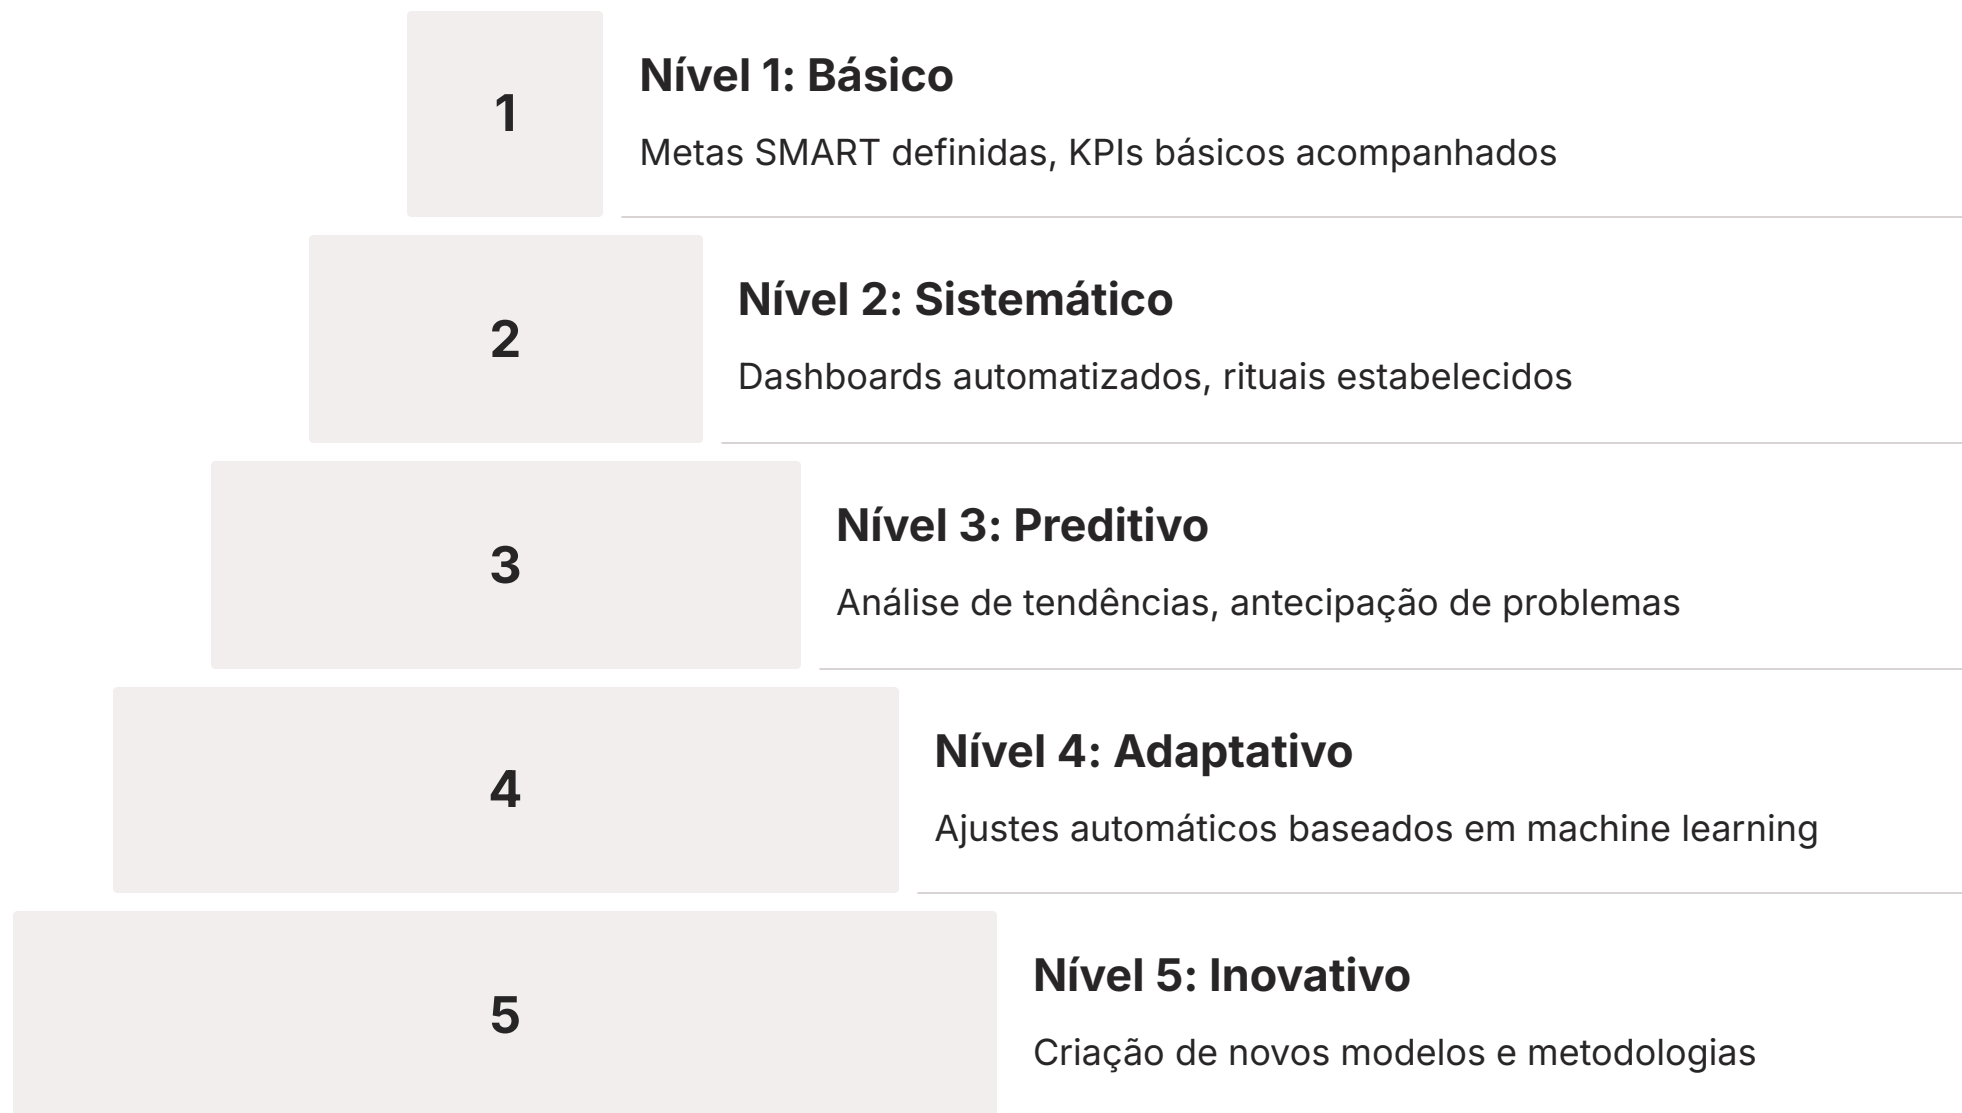 1
Nível 1: Básico
Metas SMART definidas, KPIs básicos acompanhados
2
Nível 2: Sistemático
Dashboards automatizados, rituais estabelecidos
3
Nível 3: Preditivo
Análise de tendências, antecipação de problemas
4
Nível 4: Adaptativo
Ajustes automáticos baseados em machine learning
5
Nível 5: Inovativo
Criação de novos modelos e metodologias